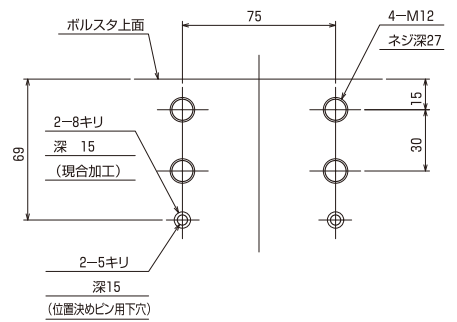 75
4−M12
ネジ深27
ボルスタ上面
15
30
69
2−8キリ
深 15
(現合加工)
2−5キリ
深15
(位置決めピン用下穴)